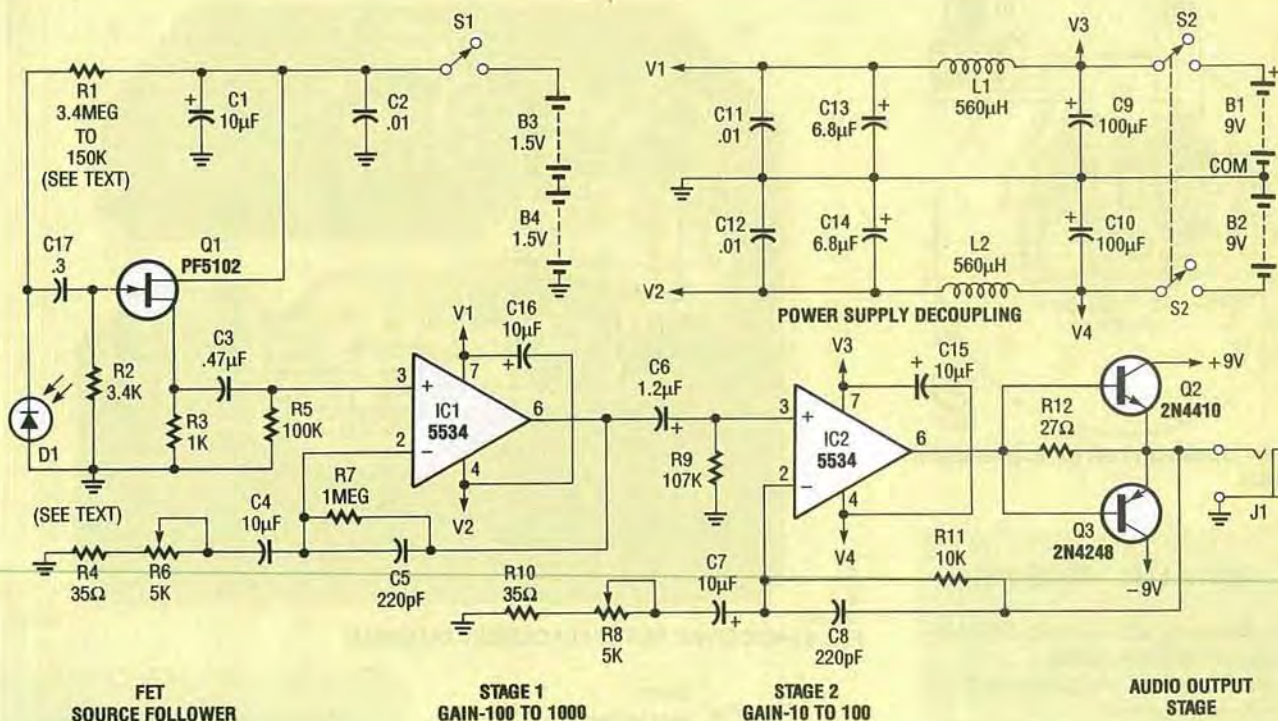 S1
R1
3.4MEG
TO
150K
(SEE TEXT)
C1
10µF
C2
.01
B3
1.5V
B4
1.5V
C17
.3
Q1
PF5102
R2
3.4K
D1
(SEE TEXT)
R3
1K
C3
.47µF
R5
100K
V1
C16
10µF
+
3
+
7
IC1
5534
6
2
−
4
V2
R7
1MEG
C4
10µF
C5
220pF
R4
35Ω
R6
5K
C6
1.2µF
+
R9
107K
V1
C11
.01
C13
6.8µF
+
L1
560µH
V3
+
C9
100µF
S2
+
B1
9V
COM
C12
.01
C14
6.8µF
+
L2
560µH
+
C10
100µF
B2
9V
V2
V4
S2
POWER SUPPLY DECOUPLING
V3
C15
10µF
+
3
+
7
IC2
5534
6
2
−
4
V4
R12
27Ω
Q2
2N4410
+9V
Q3
2N4248
−9V
J1
R11
10K
C7
10µF
+
C8
220pF
R10
35Ω
R8
5K
FET
SOURCE FOLLOWER
STAGE 1
GAIN-100 TO 1000
STAGE 2
GAIN-10 TO 100
AUDIO OUTPUT
STAGE